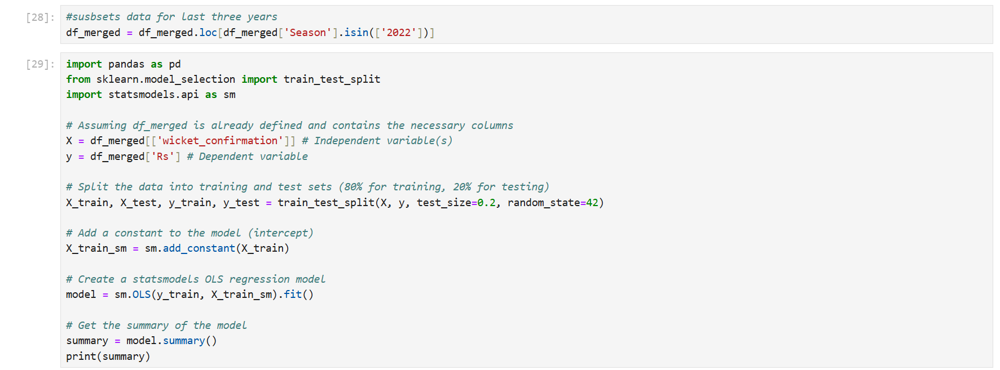 [28]:
#susbsets data for last three years
df_merged = df_merged.loc[df_merged['Season'].isin(['2022'])]
[29]:
import pandas as pd
from sklearn.model_selection import train_test_split
import statsmodels.api as sm
# Assuming df_merged is already defined and contains the necessary columns
X = df_merged[['wicket_confirmation']] # Independent variable(s)
y = df_merged['Rs'] # Dependent variable
# Split the data into training and test sets (80% for training, 20% for testing)
X_train, X_test, y_train, y_test = train_test_split(X, y, test_size=0.2, random_state=42)
# Add a constant to the model (intercept)
X_train_sm = sm.add_constant(X_train)
# Create a statsmodels OLS regression model
model = sm.OLS(y_train, X_train_sm).fit()
# Get the summary of the model
summary = model.summary()
print(summary)